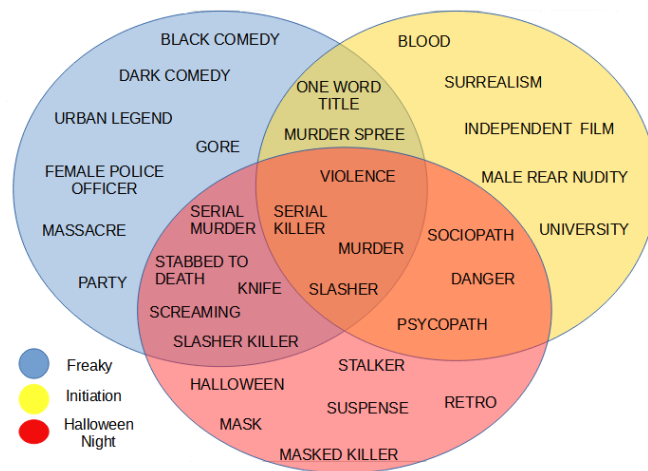 BLACK COMEDY
BLOOD
DARK COMEDY
ONE WORD
TITLE
SURREALISM
URBAN LEGEND
MURDER SPREE
INDEPENDENT FILM
GORE
FEMALE POLICE
OFFICER
VIOLENCE
MALE REAR NUDITY
MASSACRE
SERIAL
MURDER
SERIAL
KILLER
SOCIOPATH
UNIVERSITY
MURDER
PARTY
STABBED TO
DEATH
KNIFE
SLASHER
DANGER
SCREAMING
PSYCOPATH
SLASHER KILLER
Freaky
Initiation
Halloween
Night
HALLOWEEN
STALKER
MASK
SUSPENSE
RETRO
MASKED KILLER